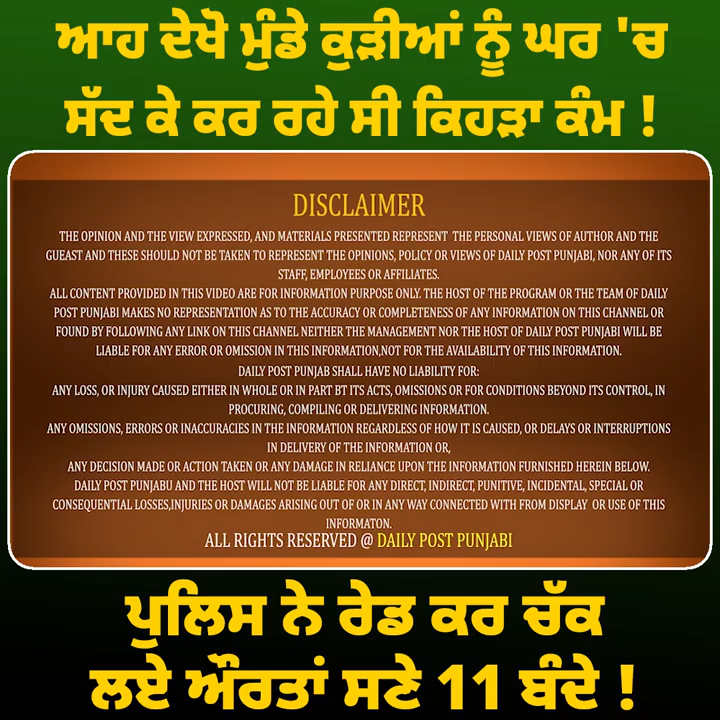 ਆਹ ਦੇਖੋ ਮੁੰਡੇ ਕੁੜੀਆਂ ਨੂੰ ਘਰ 'ਚ
ਸੱਦ ਕੇ ਕਰ ਰਹੇ ਸੀ ਕਿਹੜਾ ਕੰਮ !
DISCLAIMER
THE OPINION AND THE VIEW EXPRESSED, AND MATERIALS PRESENTED REPRESENT THE PERSONAL VIEWS OF AUTHOR AND THE
GUEAST AND THESE SHOULD NOT BE TAKEN TO REPRESENT THE OPINIONS, POLICY OR VIEWS OF DAILY POST PUNJABI, NOR ANY OF ITS
STAFF, EMPLOYEES OR AFFILIATES.
ALL CONTENT PROVIDED IN THIS VIDEO ARE FOR INFORMATION PURPOSE ONLY. THE HOST OF THE PROGRAM OR THE TEAM OF DAILY
POST PUNJABI MAKES NO REPRESENTATION AS TO THE ACCURACY OR COMPLETENESS OF ANY INFORMATION ON THIS CHANNEL OR
FOUND BY FOLLOWING ANY LINK ON THIS CHANNEL NEITHER THE MANAGEMENT NOR THE HOST OF DAILY POST PUNJABI WILL BE
LIABLE FOR ANY ERROR OR OMISSION IN THIS INFORMATION,NOT FOR THE AVAILABILITY OF THIS INFORMATION.
DAILY POST PUNJAB SHALL HAVE NO LIABILITY FOR:
ANY LOSS, OR INJURY CAUSED EITHER IN WHOLE OR IN PART BT ITS ACTS, OMISSIONS OR FOR CONDITIONS BEYOND ITS CONTROL, IN
PROCURING, COMPILING OR DELIVERING INFORMATION.
ANY OMISSIONS, ERRORS OR INACCURACIES IN THE INFORMATION REGARDLESS OF HOW IT IS CAUSED, OR DELAYS OR INTERRUPTIONS
IN DELIVERY OF THE INFORMATION OR,
ANY DECISION MADE OR ACTION TAKEN OR ANY DAMAGE IN RELIANCE UPON THE INFORMATION FURNISHED HEREIN BELOW.
DAILY POST PUNJABU AND THE HOST WILL NOT BE LIABLE FOR ANY DIRECT, INDIRECT, PUNITIVE, INCIDENTAL, SPECIAL OR
CONSEQUENTIAL LOSSES,INJURIES OR DAMAGES ARISING OUT OF OR IN ANY WAY CONNECTED WITH FROM DISPLAY OR USE OF THIS
INFORMATON.
ALL RIGHTS RESERVED @ DAILY POST PUNJABI
ਪੁਲਿਸ ਨੇ ਰੇਡ ਕਰ ਚੱਕ
ਲਏ ਔਰਤਾਂ ਸਣੇ 11 ਬੰਦੇ !